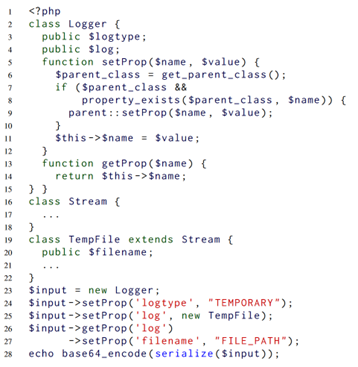 1 <?php
2 class Logger {
3 public $logtype;
4 public $log;
5 function setProp($name, $value) {
6 $parent_class = get_parent_class();
7 if ($parent_class &&
8 property_exists($parent_class, $name)) {
9 parent::setProp($name, $value);
10 }
11 $this->$name = $value;
12 }
13 function getProp($name) {
14 return $this->$name;
15 } }
16 class Stream {
17 ...
18 }
19 class TempFile extends Stream {
20 public $filename;
21 ...
22 }
23 $input = new Logger;
24 $input->setProp('logtype', "TEMPORARY");
25 $input->setProp('log', new TempFile);
26 $input->getProp('log')
27 ->setProp('filename', "FILE_PATH");
28 echo base64_encode(serialize($input));